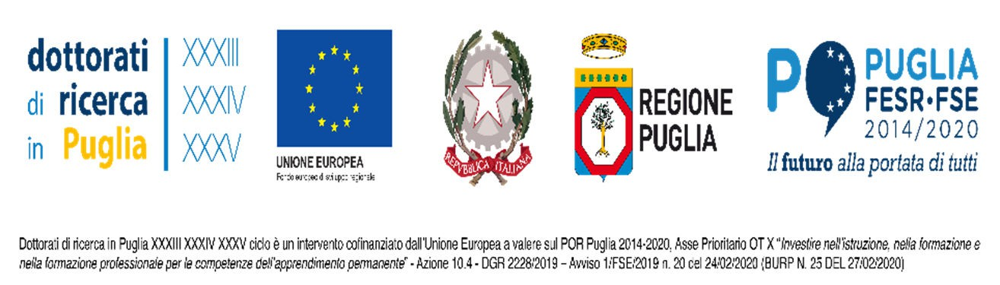 dottorati
di ricerca
in Puglia
XXXIII
XXXIV
XXXV
UNIONE EUROPEA
Fondo europeo di sviluppo regionale
REPVBBLICA ITALIANA
REGIONE
PUGLIA
PO PUGLIA
FESR•FSE
2014/2020
Il futuro alla portata di tutti
Dottorati di ricerca in Puglia XXXIII XXXIV XXXV ciclo è un intervento cofinanziato dall'Unione Europea a valere sul POR Puglia 2014-2020, Asse Prioritario OT X “Investire nell'istruzione, nella formazione e
nella formazione professionale per le competenze dell'apprendimento permanente” - Azione 10.4 - DGR 2228/2019 – Avviso 1/FSE/2019 n. 20 cel 24/02/2020 (BURP N. 25 DEL 27/02/2020)